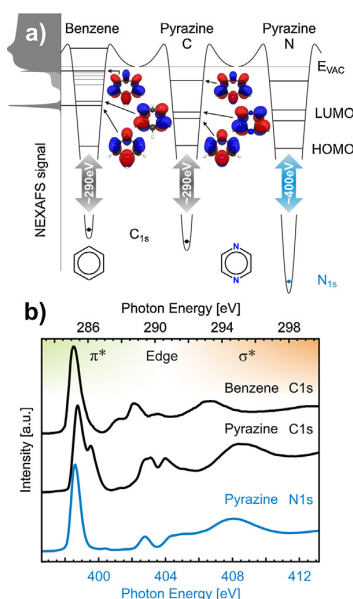 a)
Benzene
Pyrazine
C
Pyrazine
N
E_VAC
LUMO
HOMO
NEXAFS signal
~290eV
~290eV
~400eV
C_1s
N
N
N_1s
b)
Photon Energy [eV]
286 290 294 298
π* Edge σ*
Benzene C1s
Pyrazine C1s
Pyrazine N1s
Intensity [a.u.]
400 404 408 412
Photon Energy [eV]